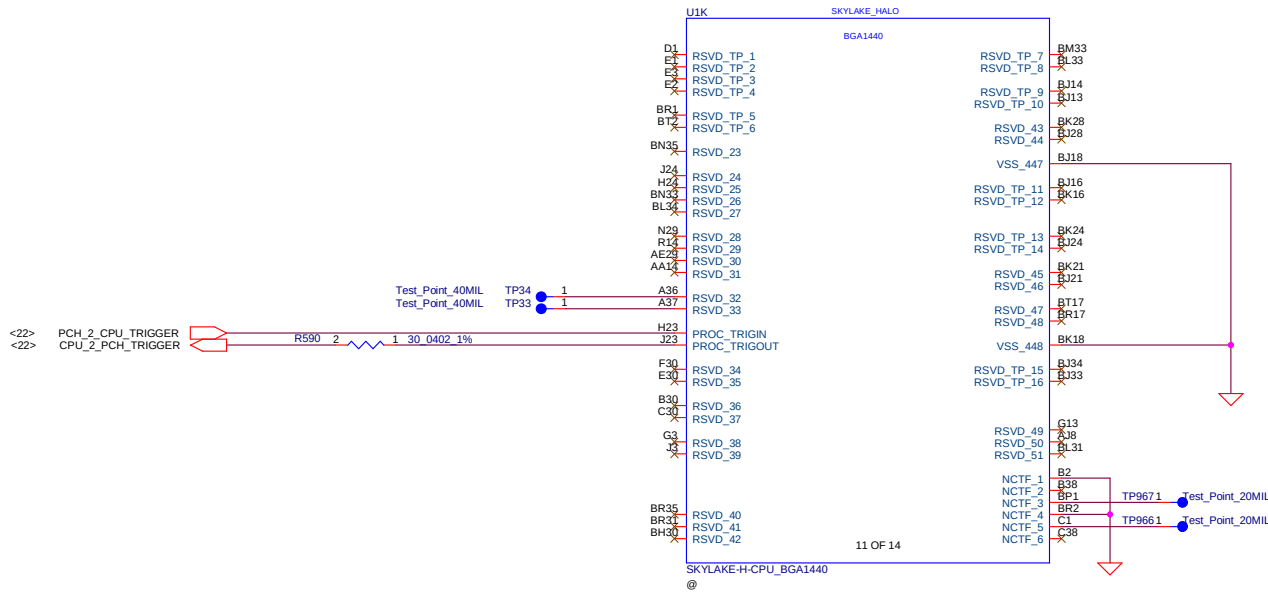 U1K SKYLAKE_HALO
BGA1440
D1 RSVD_TP_1 RSVD_TP_7 BM33
E1 RSVD_TP_2 RSVD_TP_8 BL33
E3 RSVD_TP_3
E2 RSVD_TP_4 RSVD_TP_9 BJ14
RSVD_TP_10 BJ13
BR1 RSVD_TP_5
BT2 RSVD_TP_6 RSVD_43 BK28
RSVD_44 BJ28
BN35 RSVD_23
VSS_447 BJ18
J24 RSVD_24
H24 RSVD_25 RSVD_TP_11 BJ16
BN33 RSVD_26 RSVD_TP_12 BK16
BL34 RSVD_27
N29 RSVD_28 RSVD_TP_13 BK24
R14 RSVD_29 RSVD_TP_14 BJ24
AE29 RSVD_30
AA14 RSVD_31 RSVD_45 BK21
RSVD_46 BJ21
Test_Point_40MIL TP34 1 A36 RSVD_32
Test_Point_40MIL TP33 1 A37 RSVD_33 RSVD_47 BT17
RSVD_48 BR17
<22> PCH_2_CPU_TRIGGER H23 PROC_TRIGIN
<22> CPU_2_PCH_TRIGGER R590 2 1 30_0402_1% J23 PROC_TRIGOUT VSS_448 BK18
F30 RSVD_34 RSVD_TP_15 BJ34
E30 RSVD_35 RSVD_TP_16 BJ33
B30 RSVD_36
C30 RSVD_37
RSVD_49 G13
G3 RSVD_38 RSVD_50 AJ8
J3 RSVD_39 RSVD_51 BL31
NCTF_1 B2
NCTF_2 B38
NCTF_3 BP1 TP967 1 Test_Point_20MIL
BR35 RSVD_40 NCTF_4 BR2
BR31 RSVD_41 NCTF_5 C1 TP966 1 Test_Point_20MIL
BH30 RSVD_42 NCTF_6 C38
11 OF 14
SKYLAKE-H-CPU_BGA1440
@